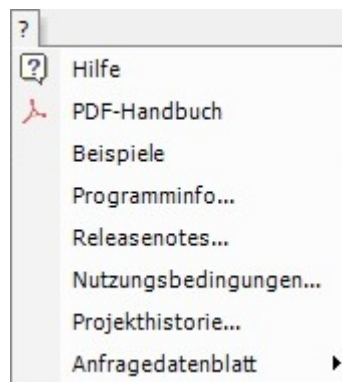 ?
Hilfe
PDF-Handbuch
Beispiele
Programminfo...
Releasenotes...
Nutzungsbedingungen...
Projekthistorie...
Anfragedatenblatt